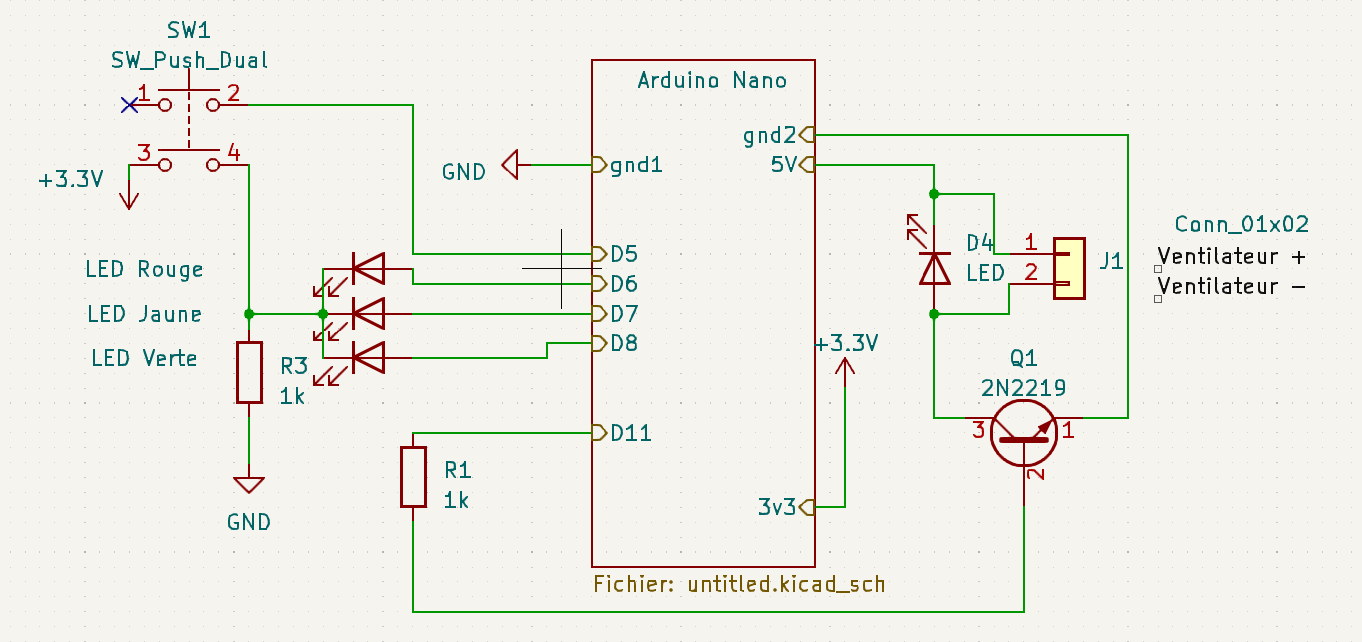 SW1
SW_Push_Dual
1 2
3 4
+3.3V
LED Rouge
LED Jaune
LED Verte
R3
1k
GND
GND
Arduino Nano
gnd1
D5
D6
D7
D8
D11
gnd2
5V
3v3
+3.3V
R1
1k
Fichier: untitled.kicad_sch
D4
LED
1
2
J1
Conn_01x02
Ventilateur +
Ventilateur -
Q1
2N2219
3 1
2